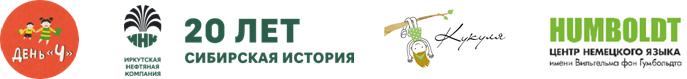 ДЕНЬ «Ч»
ИНК
ИРКУТСКАЯ
НЕФТЯНАЯ
КОМПАНИЯ
20 ЛЕТ
СИБИРСКАЯ ИСТОРИЯ
Кукуля
HUMBOLDT
ЦЕНТР НЕМЕЦКОГО ЯЗЫКА
имени Вильгельма фон Гумбольдта